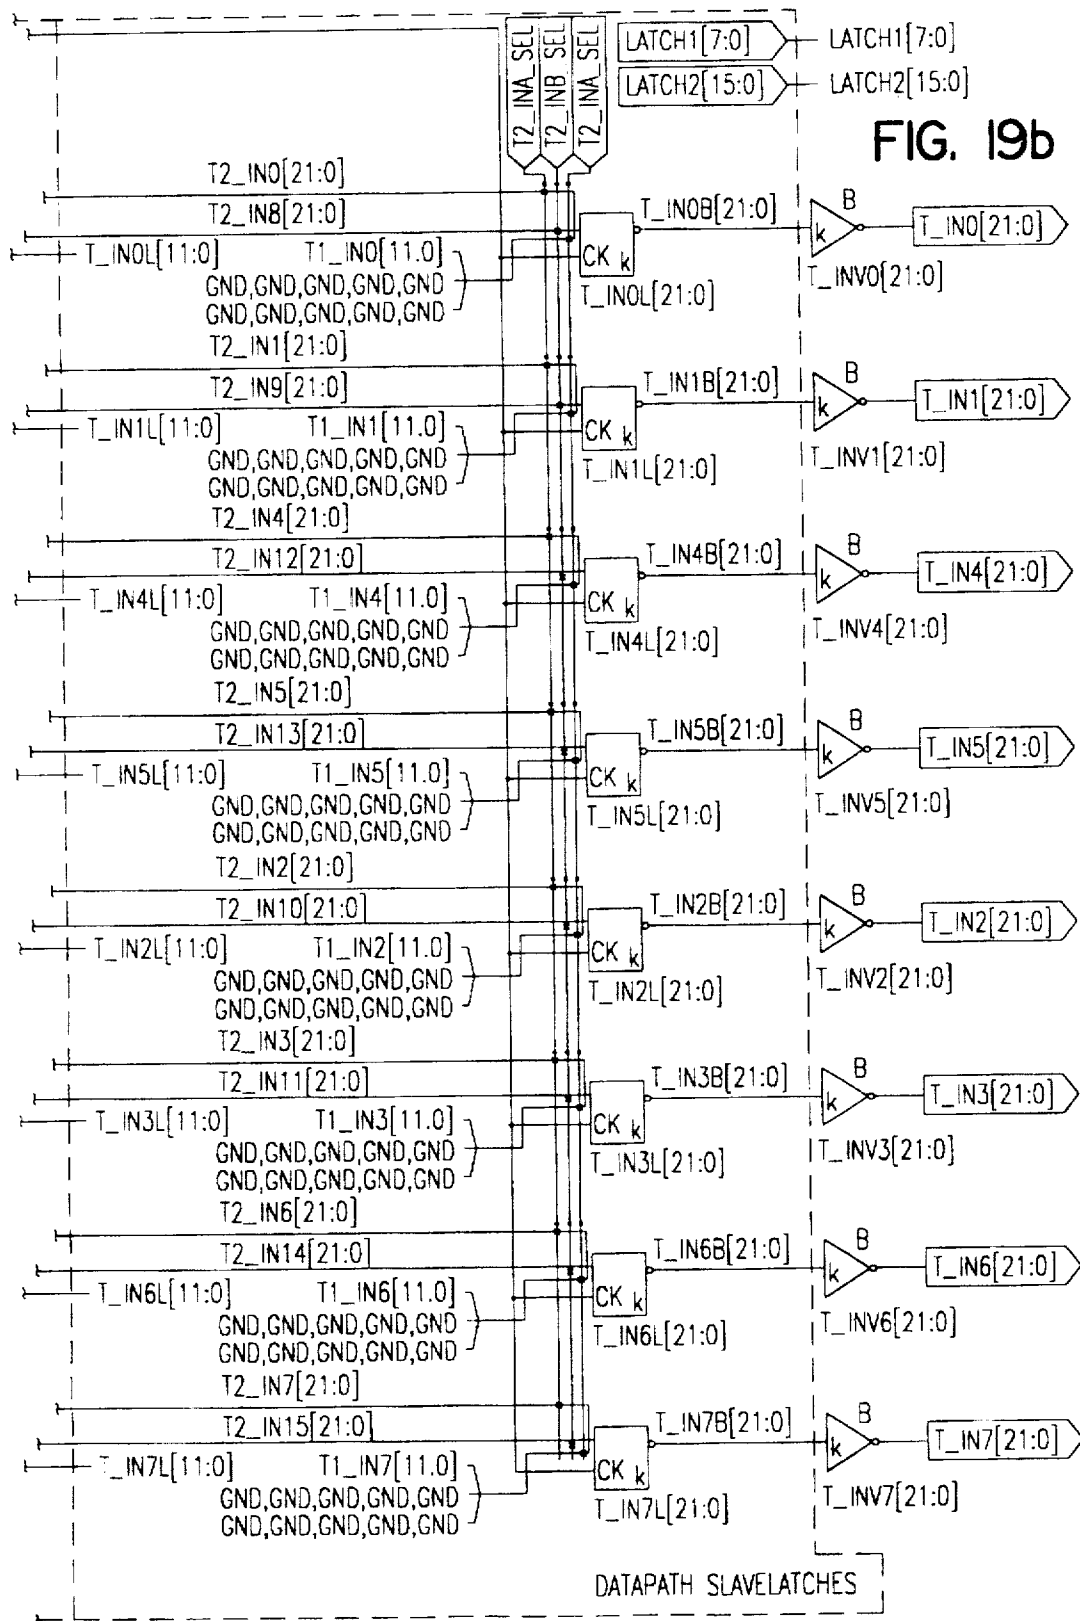 T2_INA_SEL
T2_INB SEL
T2_INA_SEL
LATCH1[7:0]
LATCH1[7:0]
LATCH2[15:0]
LATCH2[15:0]
FIG. 19b
T2_IN0[21:0]
T2_IN8[21:0]
T_IN0L[11:0]
T1_IN0[11.0]
GND,GND,GND,GND,GND
GND,GND,GND,GND,GND
CK k
T_IN0L[21:0]
T_IN0B[21:0]
B
k
T_INV0[21:0]
T_IN0[21:0]
T2_IN1[21:0]
T2_IN9[21:0]
T_IN1L[11:0]
T1_IN1[11.0]
GND,GND,GND,GND,GND
GND,GND,GND,GND,GND
CK k
T_IN1L[21:0]
T_IN1B[21:0]
B
k
T_INV1[21:0]
T_IN1[21:0]
T2_IN4[21:0]
T2_IN12[21:0]
T_IN4L[11:0]
T1_IN4[11.0]
GND,GND,GND,GND,GND
GND,GND,GND,GND,GND
CK k
T_IN4L[21:0]
T_IN4B[21:0]
B
k
T_INV4[21:0]
T_IN4[21:0]
T2_IN5[21:0]
T2_IN13[21:0]
T_IN5L[11:0]
T1_IN5[11.0]
GND,GND,GND,GND,GND
GND,GND,GND,GND,GND
CK k
T_IN5L[21:0]
T_IN5B[21:0]
B
k
T_INV5[21:0]
T_IN5[21:0]
T2_IN2[21:0]
T2_IN10[21:0]
T_IN2L[11:0]
T1_IN2[11.0]
GND,GND,GND,GND,GND
GND,GND,GND,GND,GND
CK k
T_IN2L[21:0]
T_IN2B[21:0]
B
k
T_INV2[21:0]
T_IN2[21:0]
T2_IN3[21:0]
T2_IN11[21:0]
T_IN3L[11:0]
T1_IN3[11.0]
GND,GND,GND,GND,GND
GND,GND,GND,GND,GND
CK k
T_IN3L[21:0]
T_IN3B[21:0]
B
k
T_INV3[21:0]
T_IN3[21:0]
T2_IN6[21:0]
T2_IN14[21:0]
T_IN6L[11:0]
T1_IN6[11.0]
GND,GND,GND,GND,GND
GND,GND,GND,GND,GND
CK k
T_IN6L[21:0]
T_IN6B[21:0]
B
k
T_INV6[21:0]
T_IN6[21:0]
T2_IN7[21:0]
T2_IN15[21:0]
T_IN7L[11:0]
T1_IN7[11.0]
GND,GND,GND,GND,GND
GND,GND,GND,GND,GND
CK k
T_IN7L[21:0]
T_IN7B[21:0]
B
k
T_INV7[21:0]
T_IN7[21:0]
DATAPATH SLAVELATCHES